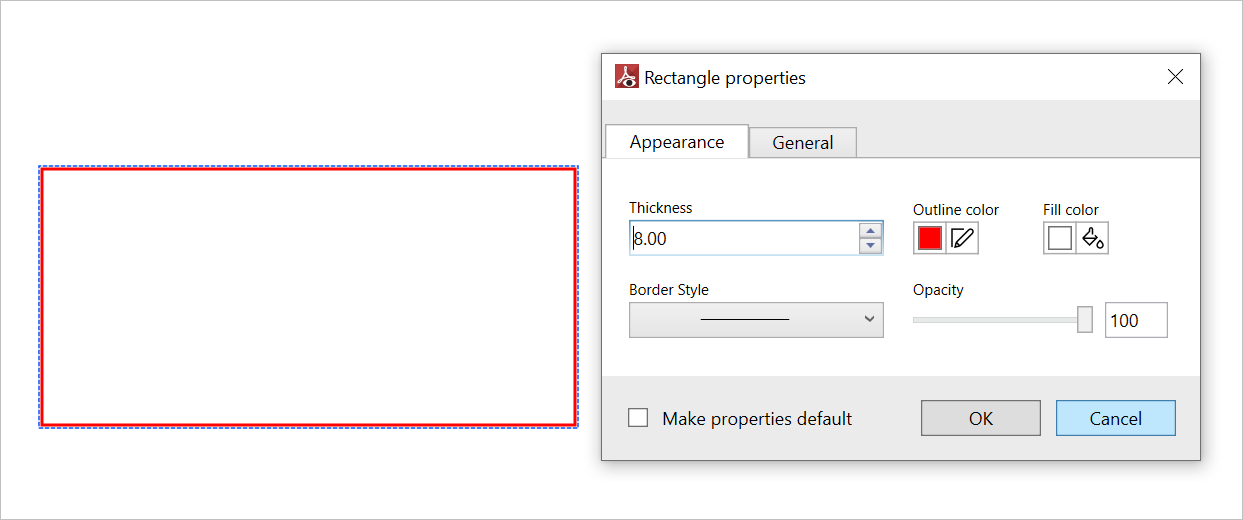 Rectangle properties
Appearance General
Thickness Outline color Fill color
8.00
Border Style Opacity
100
Make properties default OK Cancel